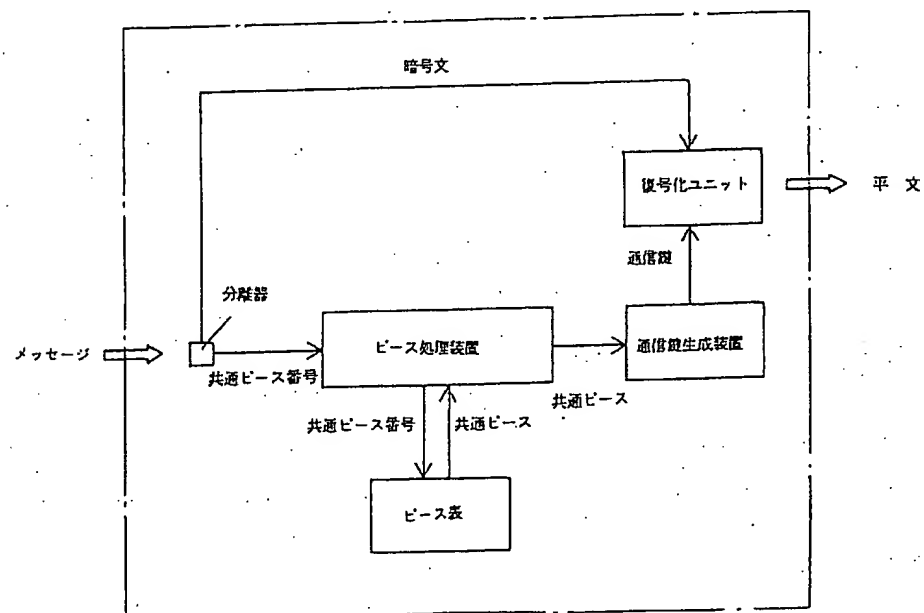 暗号文
復号化ユニット
平 文
通信鍵
分離器
メッセージ
ピース処理装置
通信鍵生成装置
共通ピース番号
共通ピース
共通ピース番号
共通ピース
ピース表